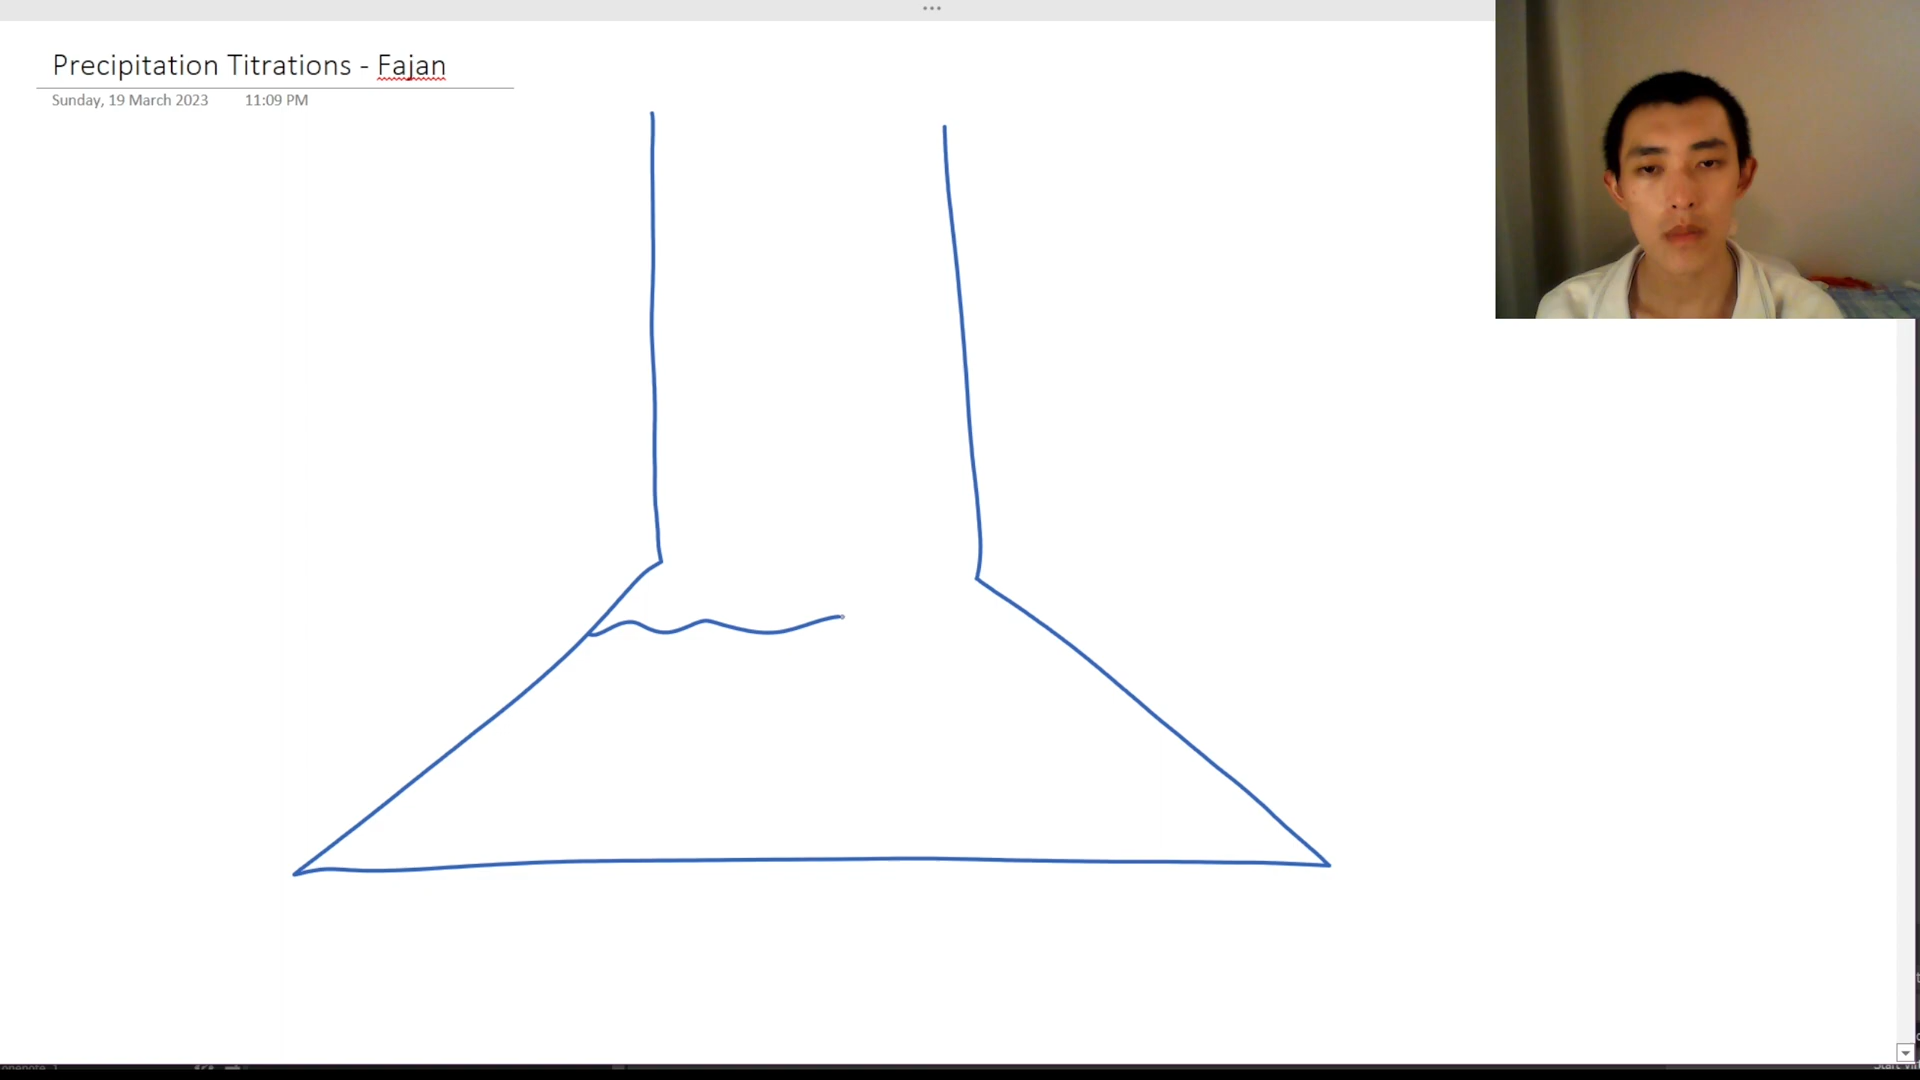 Precipitation Titrations - Fajan
Sunday, 19 March 2023 11:09 PM